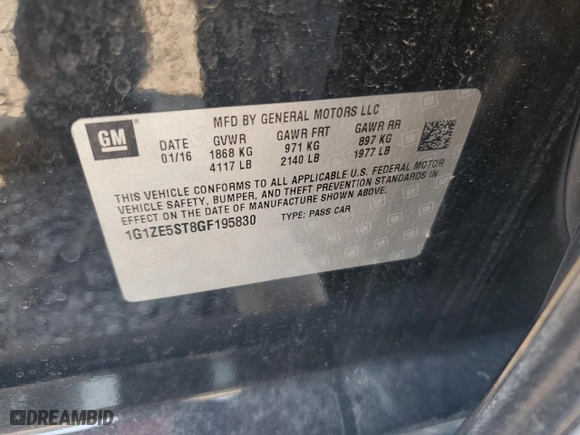 GM
MFD BY GENERAL MOTORS LLC
DATE GVWR GAWR FRT GAWR RR
01/16 1868 KG 971 KG 897 KG
4117 LB 2140 LB 1977 LB
THIS VEHICLE CONFORMS TO ALL APPLICABLE U.S. FEDERAL MOTOR
VEHICLE SAFETY, BUMPER, AND THEFT PREVENTION STANDARDS IN
EFFECT ON THE DATE OF MANUFACTURE SHOWN ABOVE.
1G1ZE5ST8GF195830 TYPE: PASS CAR
DREAMBID